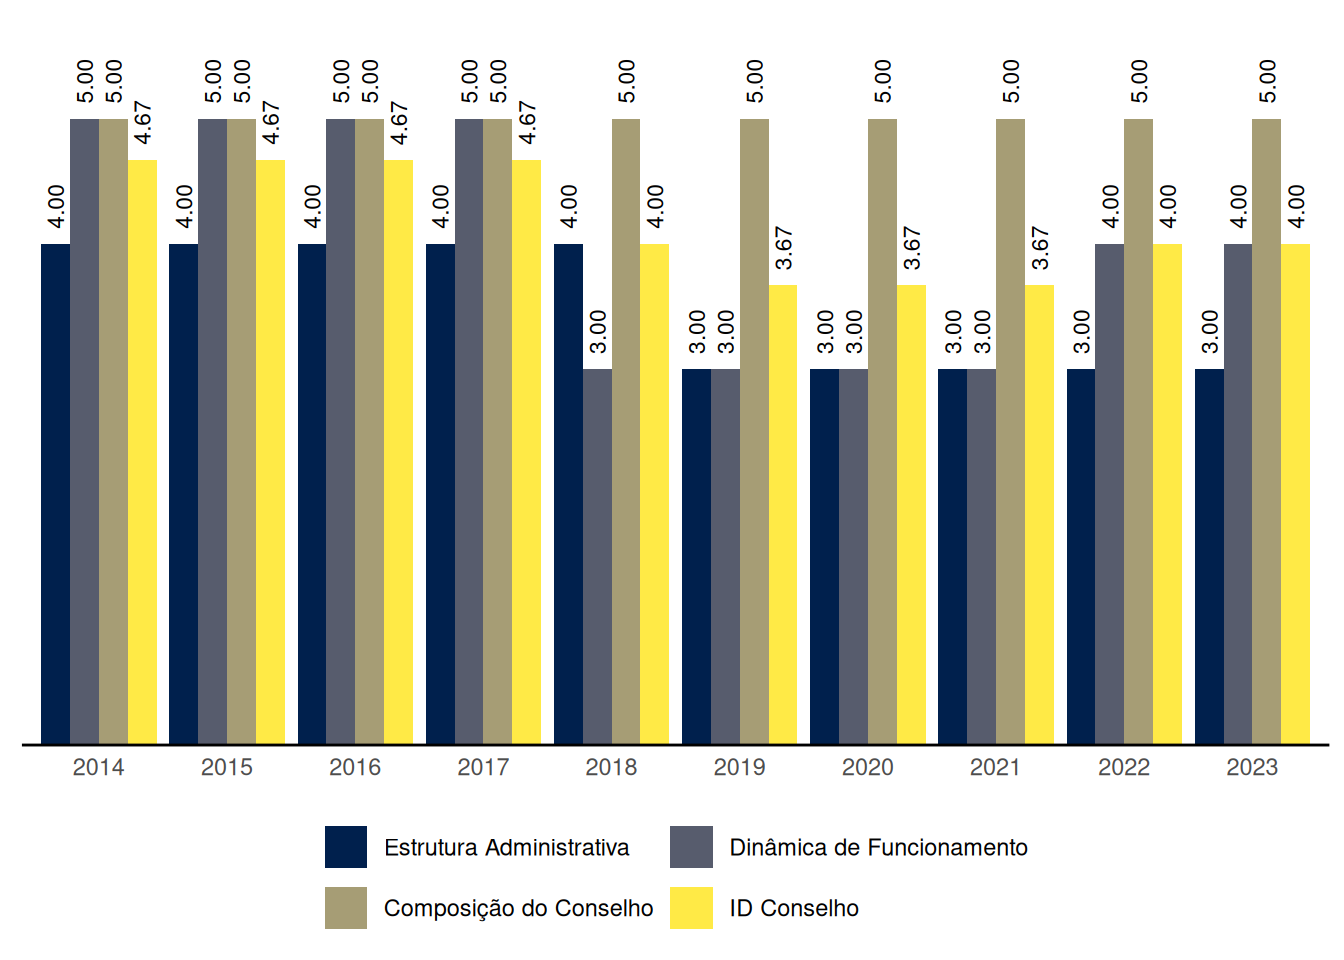 5.00 5.00 5.00 5.00 5.00 5.00 5.00 5.00 5.00 5.00 5.00 5.00 5.00 5.00
4.67 4.67 4.67 4.67
4.00 4.00 4.00 4.00 4.00 4.00 4.00 4.00 4.00 4.00
3.67 3.67 3.67
3.00 3.00 3.00 3.00 3.00 3.00 3.00 3.00 3.00
2014 2015 2016 2017 2018 2019 2020 2021 2022 2023
Estrutura Administrativa Dinâmica de Funcionamento
Composição do Conselho ID Conselho